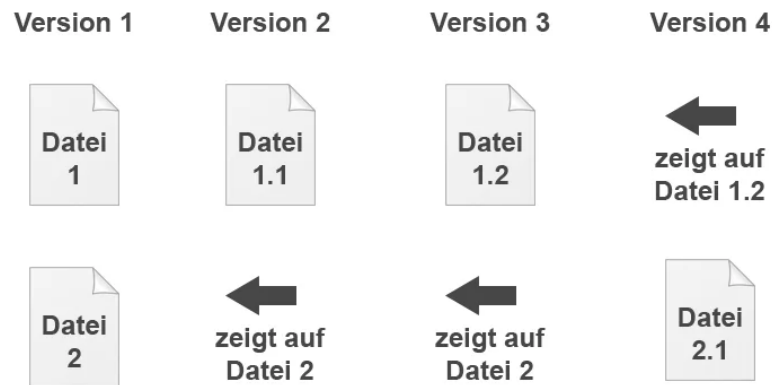 Version 1 Version 2 Version 3 Version 4
Datei
1
Datei
1.1
Datei
1.2
zeigt auf
Datei 1.2
Datei
2
zeigt auf
Datei 2
zeigt auf
Datei 2
Datei
2.1